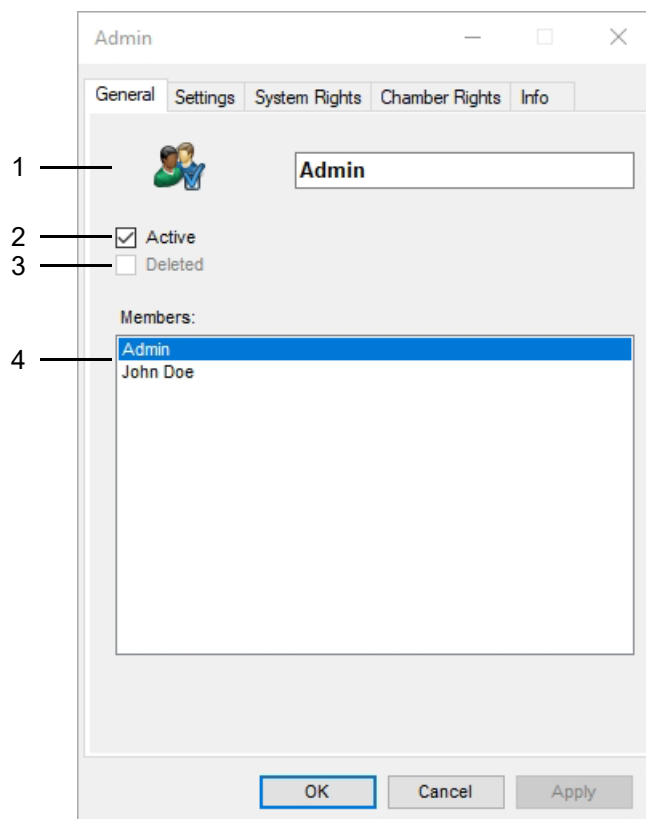 Admin
General Settings System Rights Chamber Rights Info
1 Admin
2 Active
3 Deleted
Members:
4 Admin
John Doe
OK Cancel Apply